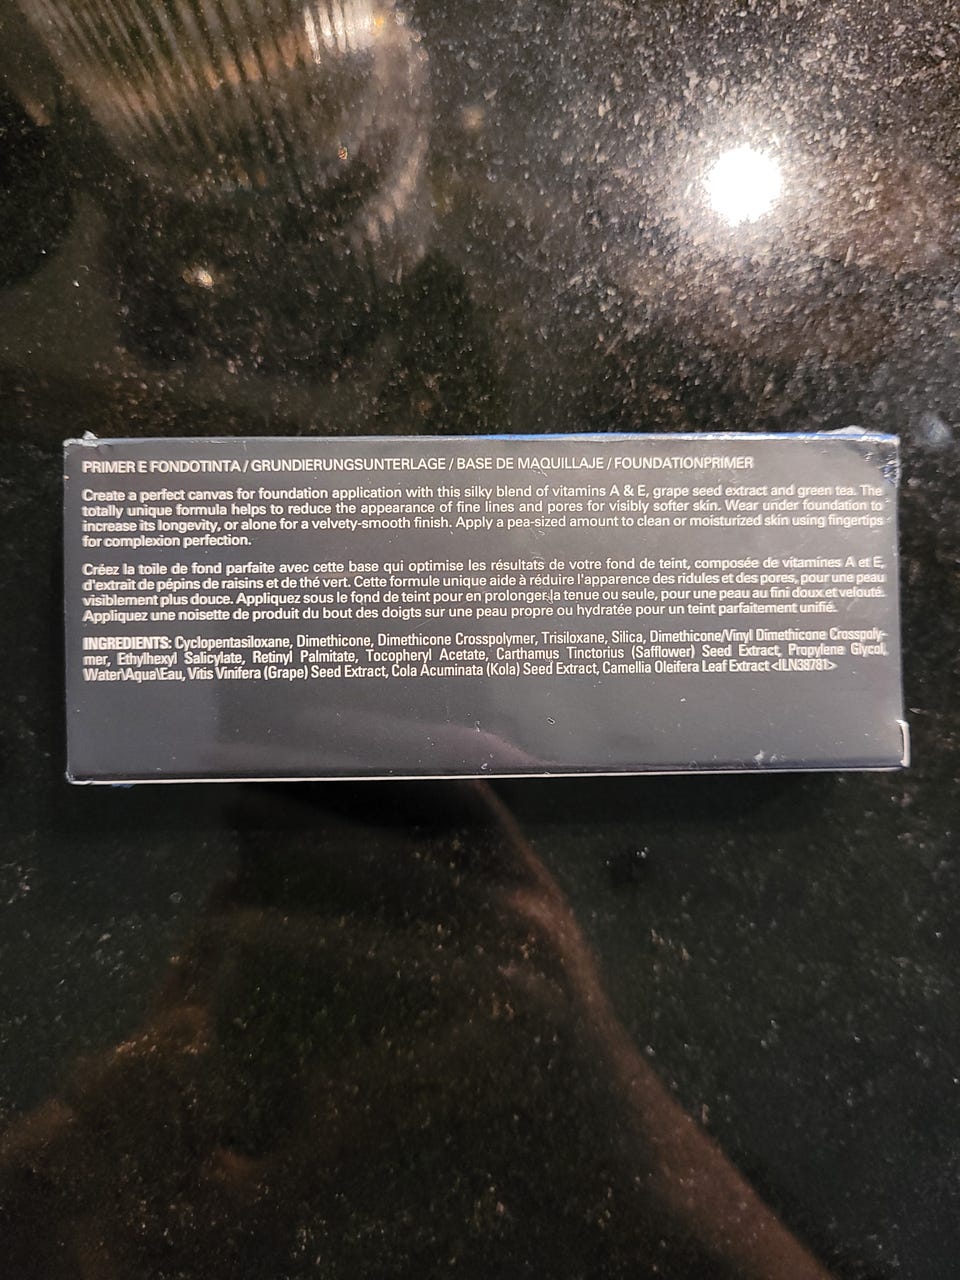 PRIMER E FONDOTINTA / GRUNDIERUNGSUNTERLAGE / BASE DE MAQUILLAJE / FOUNDATIONPRIMER
Create a perfect canvas for foundation application with this silky blend of vitamins A & E, grape seed extract and green tea. The
totally unique formula helps to reduce the appearance of fine lines and pores for visibly softer skin. Wear under foundation to
increase its longevity, or alone for a velvety-smooth finish. Apply a pea-sized amount to clean or moisturized skin using fingertips
for complexion perfection.
Créez la toile de fond parfaite avec cette base qui optimise les résultats de votre fond de teint, composée de vitamines A et E,
d'extrait de pépins de raisins et de thé vert. Cette formule unique aide à réduire l'apparence des ridules et des pores, pour une peau
visiblement plus douce. Appliquez sous le fond de teint pour en prolonger la tenue ou seule, pour une peau au fini doux et velouté.
Appliquez une noisette de produit du bout des doigts sur une peau propre ou hydratée pour un teint parfaitement unifié.
INGREDIENTS: Cyclopentasiloxane, Dimethicone, Dimethicone Crosspolymer, Trisiloxane, Silica, Dimethicone/Vinyl Dimethicone Crosspoly-
mer, Ethylhexyl Salicylate, Retinyl Palmitate, Tocopheryl Acetate, Carthamus Tinctorius (Safflower) Seed Extract, Propylene Glycol,
Water\Aqua\Eau, Vitis Vinifera (Grape) Seed Extract, Cola Acuminata (Kola) Seed Extract, Camellia Oleifera Leaf Extract <ILN38781>